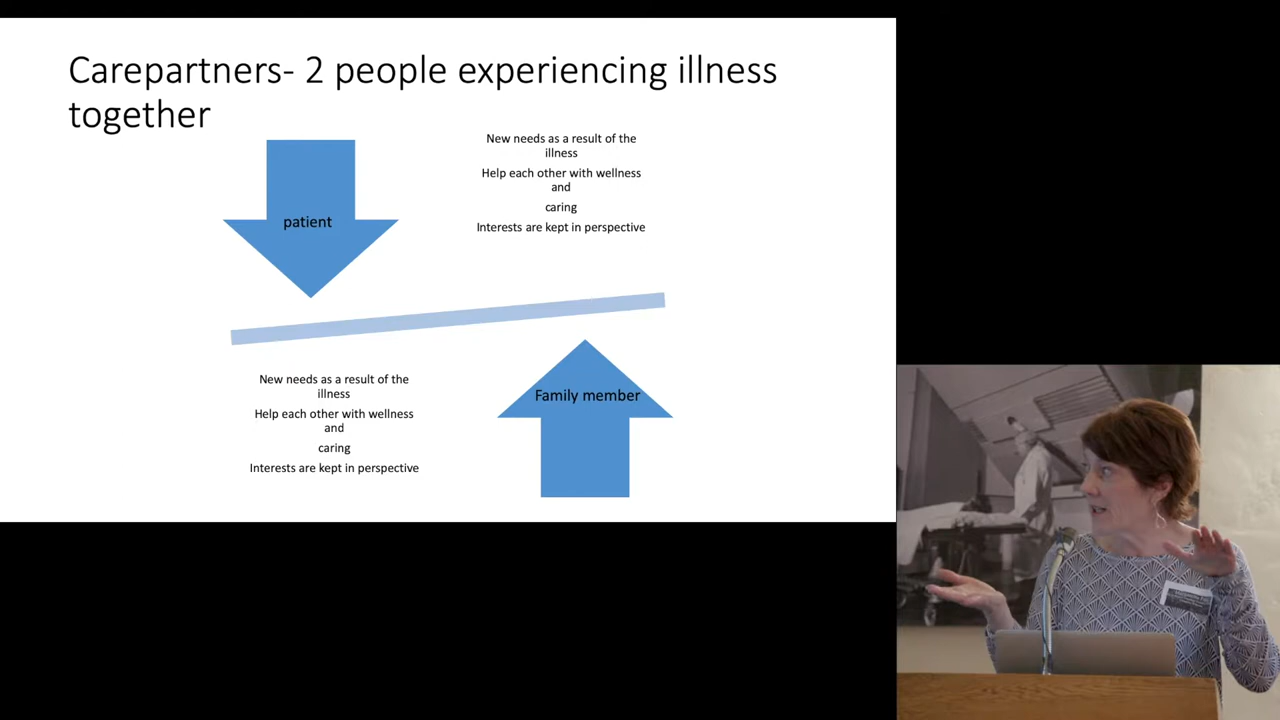 Carepartners- 2 people experiencing illness
together
patient
New needs as a result of the
illness
Help each other with wellness
and
caring
Interests are kept in perspective
New needs as a result of the
illness
Help each other with wellness
and
caring
Interests are kept in perspective
Family member